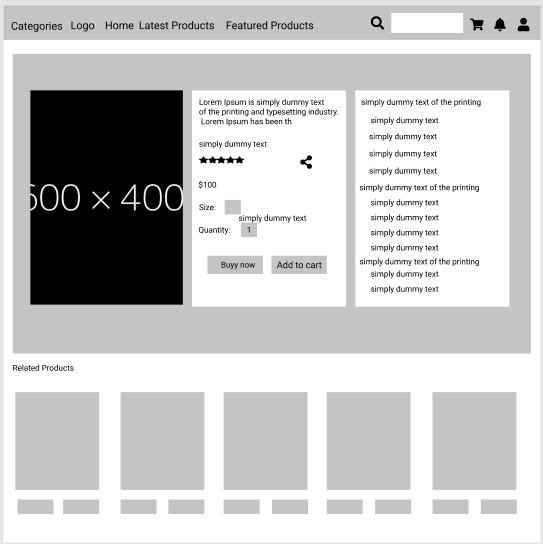 Categories Logo Home Latest Products Featured Products
600 × 400
Lorem Ipsum is simply dummy text
of the printing and typesetting industry.
Lorem Ipsum has been th
simply dummy text
$100
Size:
simply dummy text
Quantity: 1
Buyy now Add to cart
simply dummy text of the printing
simply dummy text
simply dummy text
simply dummy text
simply dummy text
simply dummy text of the printing
simply dummy text
simply dummy text
simply dummy text
simply dummy text
simply dummy text of the printing
simply dummy text
simply dummy text
Related Products